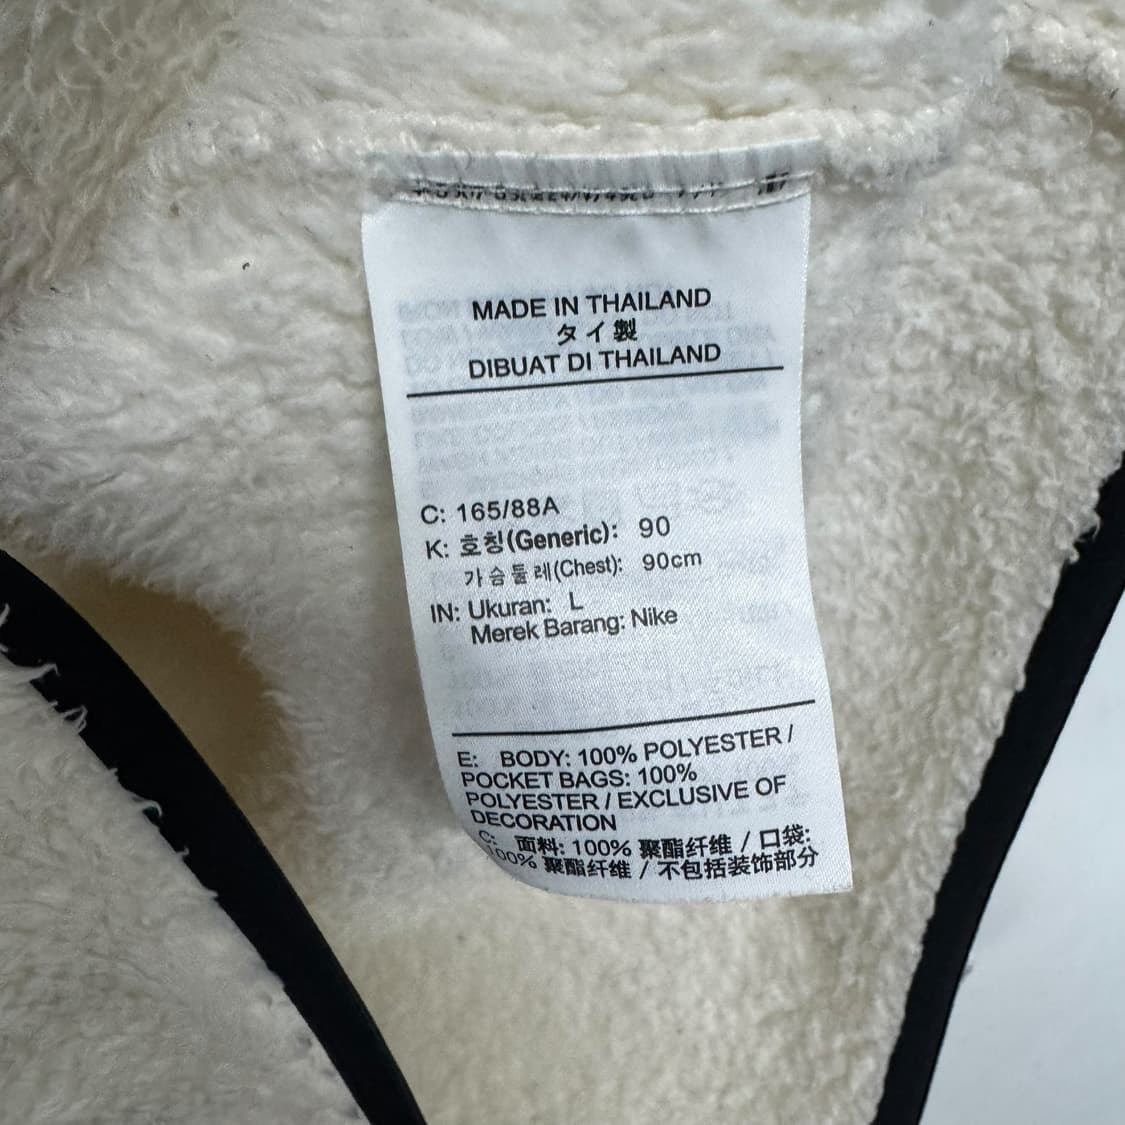 MADE IN THAILAND
タイ製
DIBUAT DI THAILAND
C: 165/88A
K: 호칭(Generic): 90
가슴둘레(Chest): 90cm
IN: Ukuran: L
Merek Barang: Nike
E: BODY: 100% POLYESTER /
POCKET BAGS: 100%
POLYESTER / EXCLUSIVE OF
DECORATION
C: 面料: 100% 聚酯纤维 / 口袋:
100% 聚酯纤维 / 不包括装饰部分